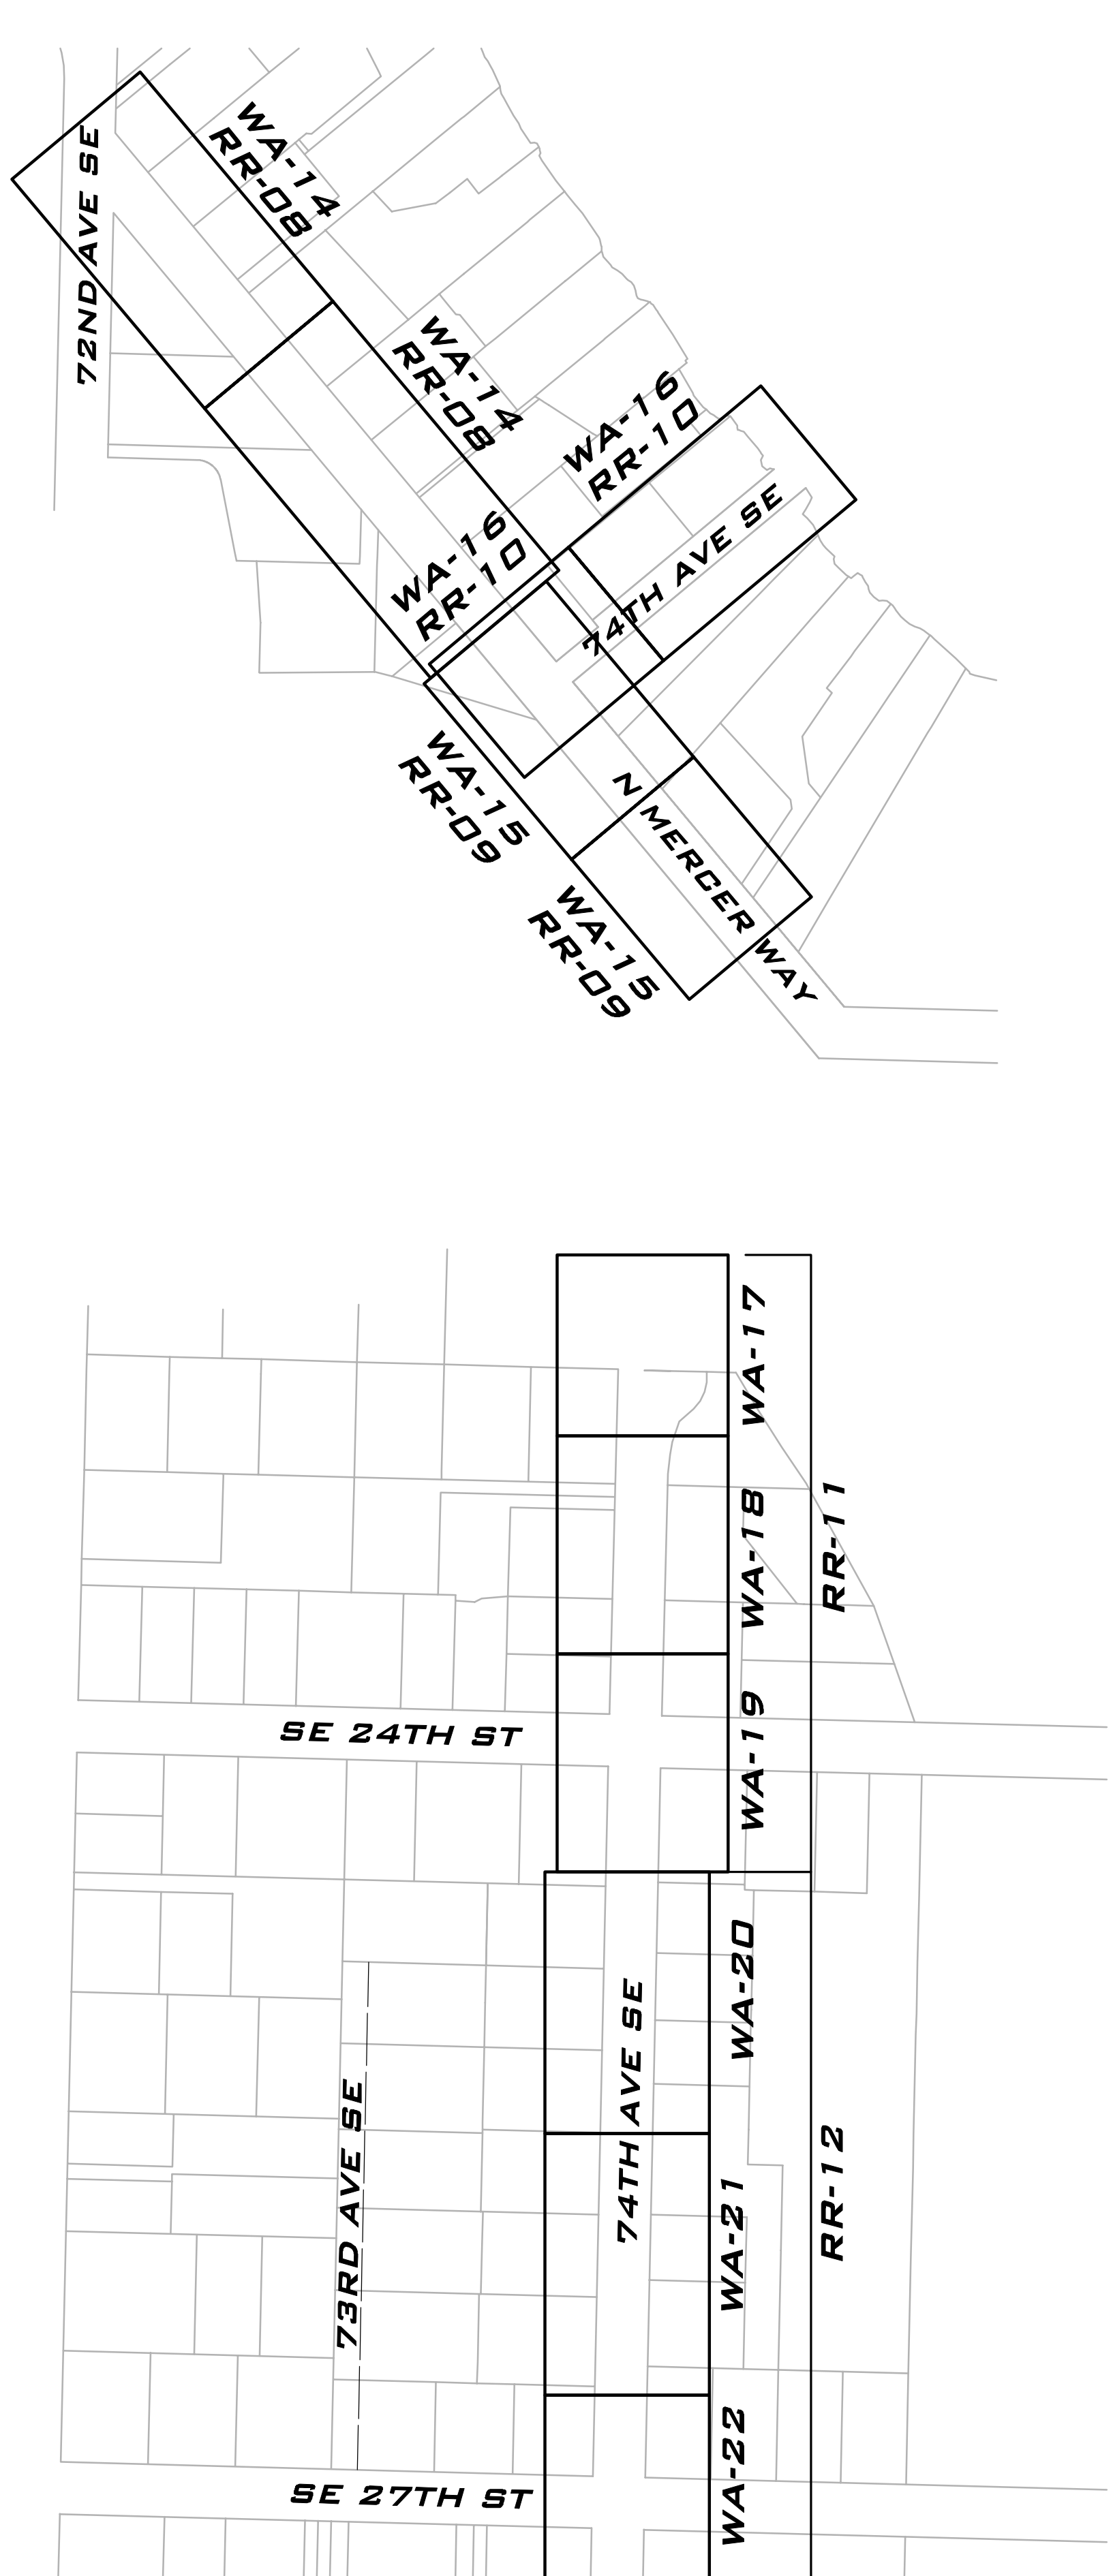 72ND AVE SE
WA-14
RR-08
WA-14
RR-08
WA-16
RR-10
WA-16
RR-10
74TH AVE SE
WA-15
RR-09
N MERCER WAY
WA-15
RR-09
WA-17
WA-18
RR-11
WA-19
SE 24TH ST
WA-20
74TH AVE SE
73RD AVE SE
WA-21
RR-12
WA-22
SE 27TH ST